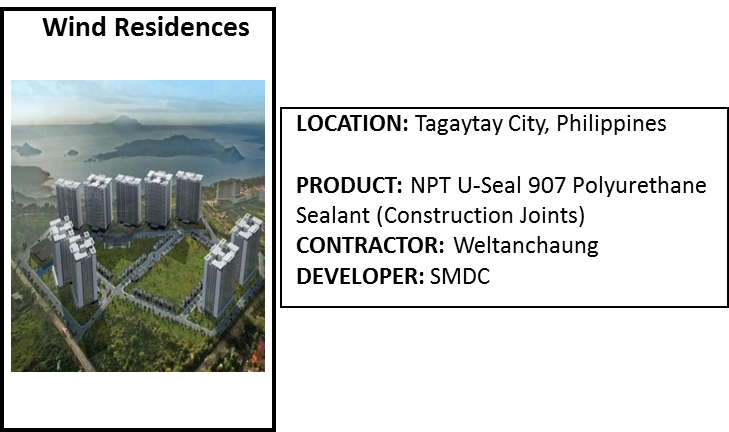 Wind Residences
LOCATION: Tagaytay City, Philippines
PRODUCT: NPT U-Seal 907 Polyurethane
Sealant (Construction Joints)
CONTRACTOR: Weltanchaung
DEVELOPER: SMDC